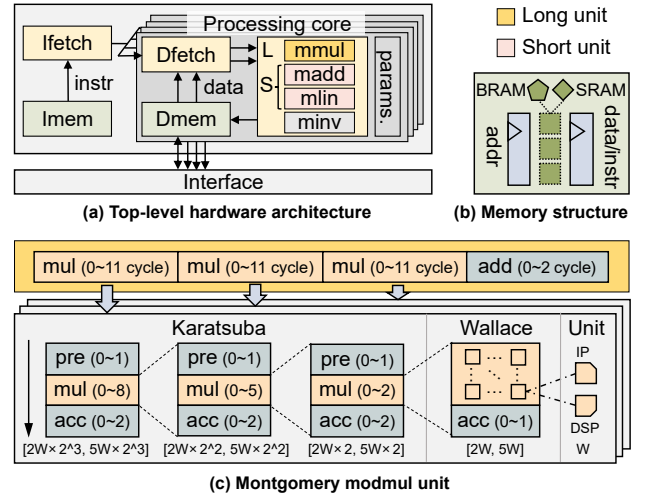 Processing core
Long unit
Short unit
Ifetch
Dfetch
L
mmul
instr
data
S
madd
mlin
params.
Imem
Dmem
minv
Interface
BRAM
SRAM
addr
data/instr
(a) Top-level hardware architecture
(b) Memory structure
mul (0~11 cycle)
mul (0~11 cycle)
mul (0~11 cycle)
add (0~2 cycle)
Karatsuba
Wallace
Unit
pre (0~1)
pre (0~1)
pre (0~1)
IP
mul (0~8)
mul (0~5)
mul (0~2)
acc (0~2)
acc (0~2)
acc (0~2)
acc (0~1)
DSP
[2W× 2^3, 5W× 2^3]
[2W× 2^2, 5W× 2^2]
[2W× 2, 5W× 2]
[2W, 5W]
W
(c) Montgomery modmul unit